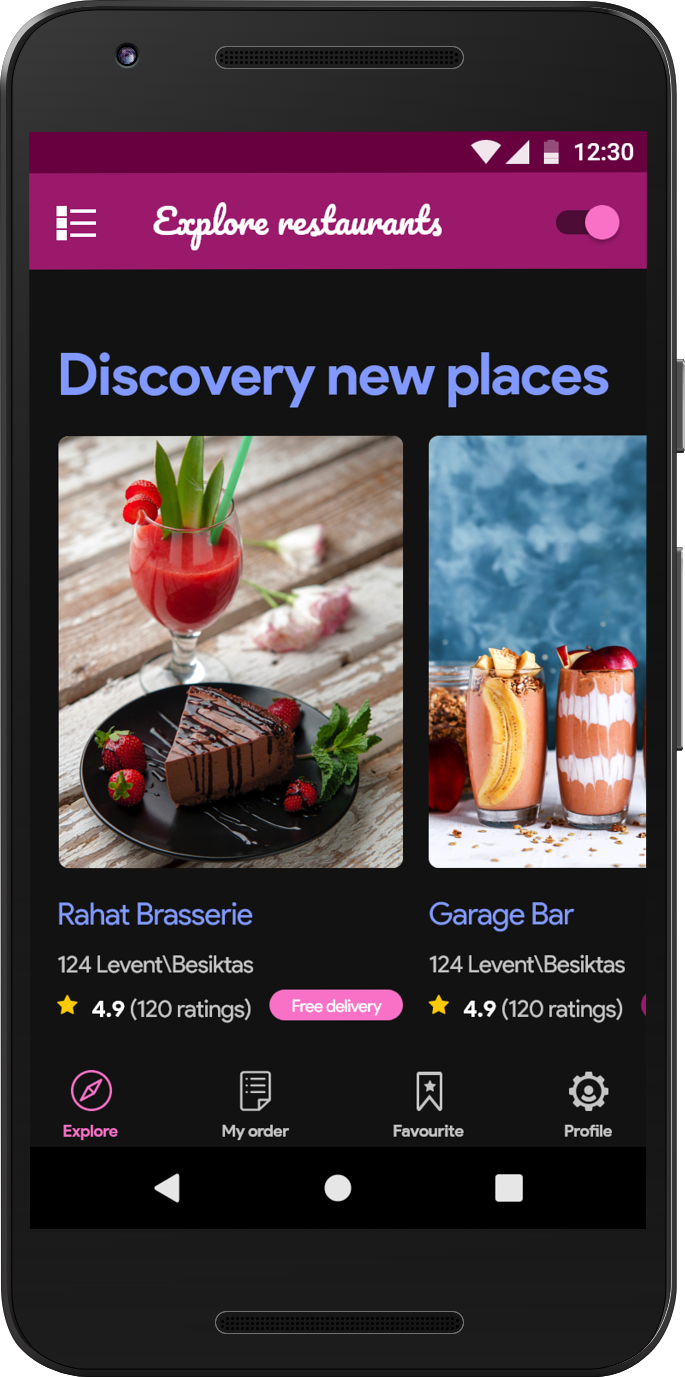 12:30
Explore restaurants
Discovery new places
Rahat Brasserie
Garage Bar
124 Levent\Besiktas
124 Levent\Besiktas
4.9 (120 ratings) Free delivery
4.9 (120 ratings)
Explore My order Favourite Profile